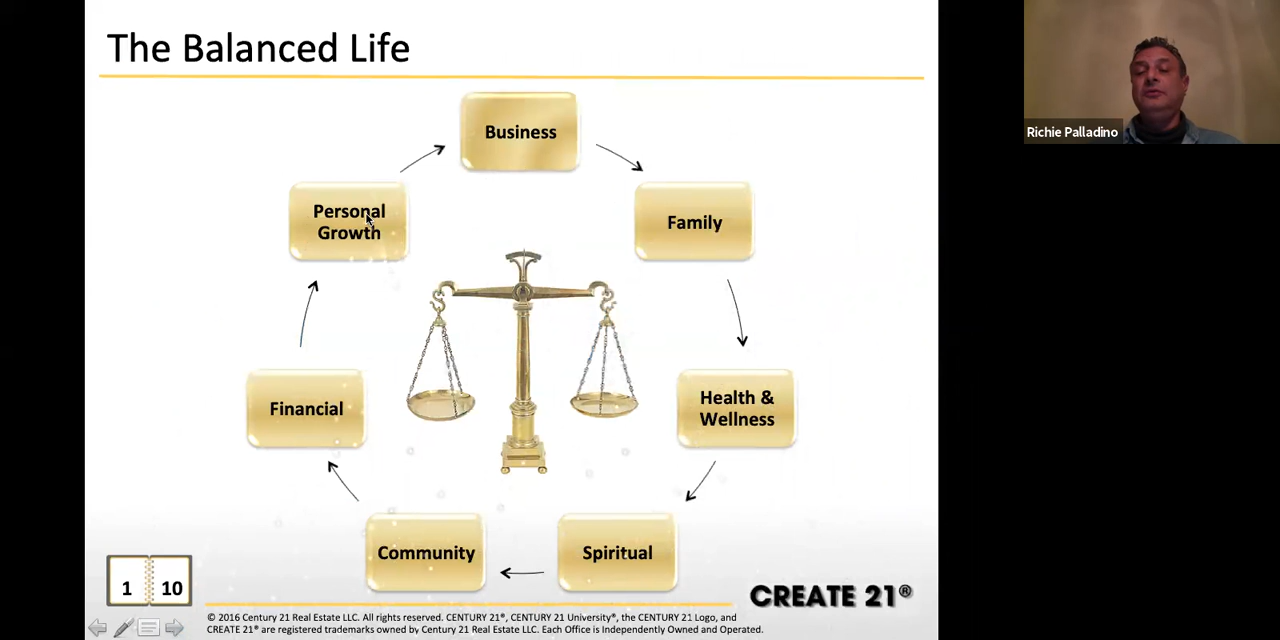 The Balanced Life
Business
Family
Health &
Wellness
Spiritual
Community
Financial
Personal
Growth
1 10
CREATE 21®
© 2016 Century 21 Real Estate LLC. All rights reserved. CENTURY 21®, CENTURY 21 University®, the CENTURY 21 Logo, and
CREATE 21® are registered trademarks owned by Century 21 Real Estate LLC. Each Office is Independently Owned and Operated.
Richie Palladino